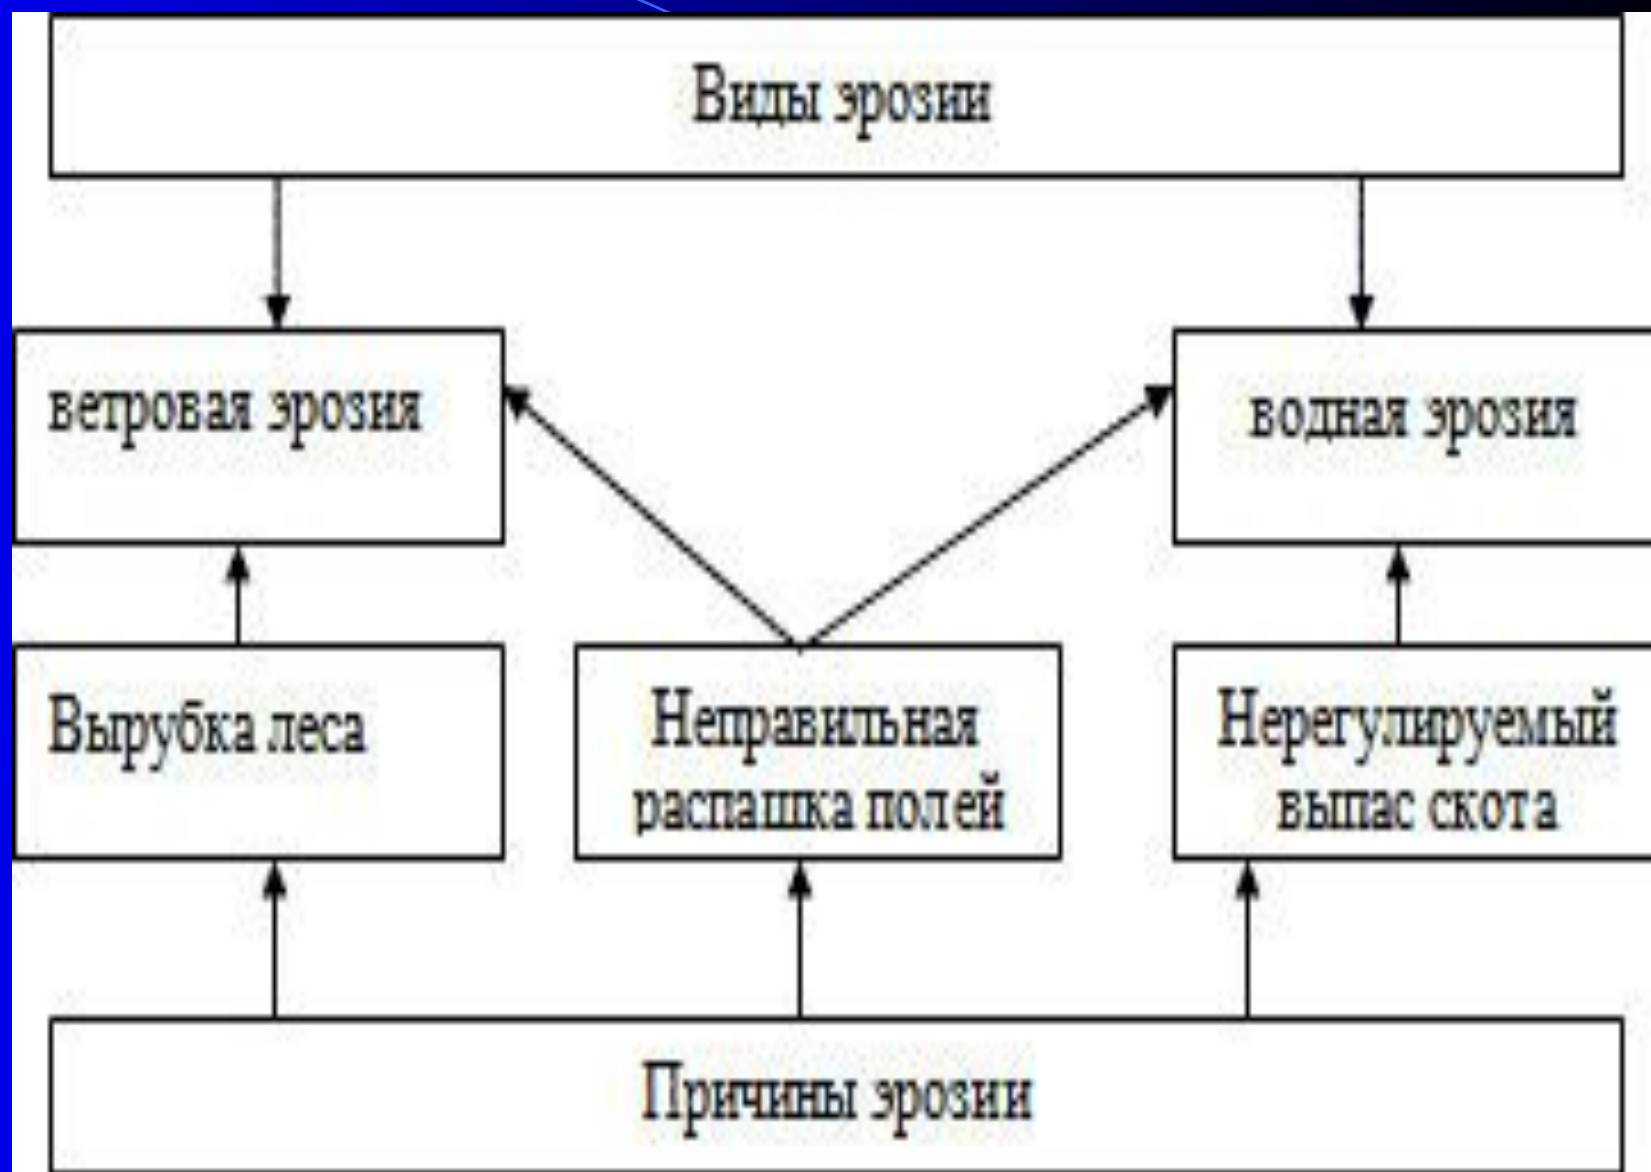 Виды эрозии
ветровая эрозия
водная эрозия
Вырубка леса
Неправильная
распашка полей
Нерегулируемый
выпас скота
Причины эрозии